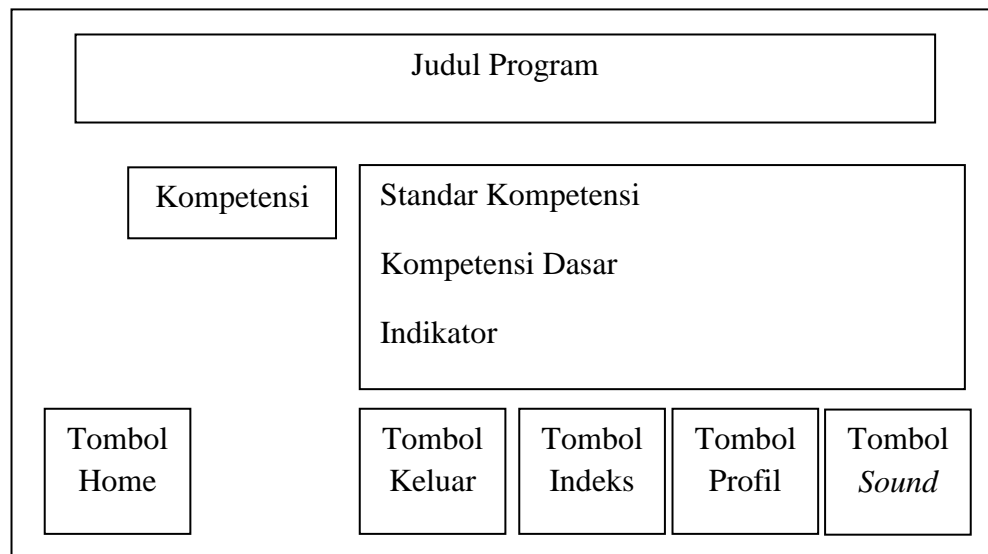 Judul Program
Kompetensi
Standar Kompetensi
Kompetensi Dasar
Indikator
Tombol
Home
Tombol
Keluar
Tombol
Indeks
Tombol
Profil
Tombol
Sound